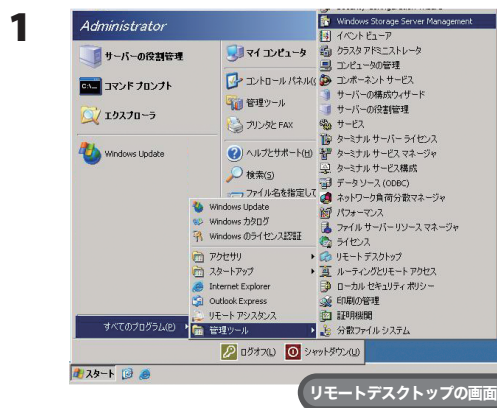 1
Administrator
サーバーの役割管理
コマンド プロンプト
エクスプローラ
Windows Update
すべてのプログラム(P)
マイ コンピュータ
コントロール パネル(
管理ツール
プリンタと FAX
ヘルプとサポート(H)
検索(S)
ファイル名を指定して
Windows Update
Windows カタログ
Windows のライセンス認証
アクセサリ
スタートアップ
Internet Explorer
Outlook Express
リモート アシスタンス
管理ツール
Windows Storage Server Management
イベント ビューア
クラスタ アドミニストレータ
コンピュータの管理
コンポーネント サービス
サーバーの構成ウィザード
サーバーの役割管理
サービス
ターミナル サーバー ライセンス
ターミナル サービス マネージャ
ターミナル サービス構成
データ ソース (ODBC)
ネットワーク負荷分散マネージャ
パフォーマンス
ファイル サーバー リソース マネージャ
ライセンス
リモート デスクトップ
ルーティングとリモート アクセス
ローカル セキュリティ ポリシー
印刷の管理
証明機関
分散ファイル システム
ログオフ(L)
シャットダウン(U)
スタート
リモートデスクトップの画面